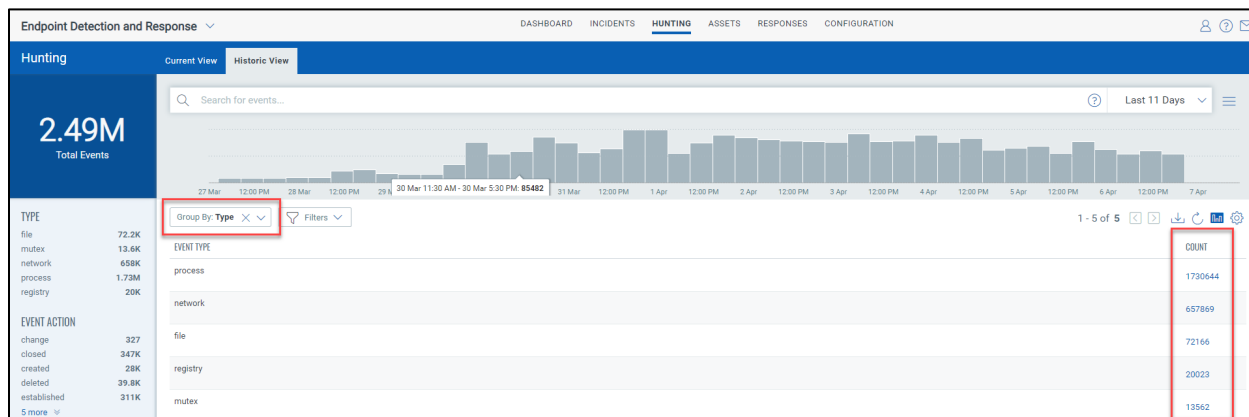 Endpoint Detection and Response
DASHBOARD INCIDENTS HUNTING ASSETS RESPONSES CONFIGURATION
Hunting
Current View Historic View
2.49M
Total Events
Search for events...
Last 11 Days
27 Mar 12:00 PM 28 Mar 12:00 PM 29 M 31 Mar 12:00 PM 1 Apr 12:00 PM 2 Apr 12:00 PM 3 Apr 12:00 PM 4 Apr 12:00 PM 5 Apr 12:00 PM 6 Apr 12:00 PM 7 Apr
30 Mar 11:30 AM - 30 Mar 5:30 PM: 85482
Group By: Type Filters
1 - 5 of 5
TYPE
file 72.2K
mutex 13.6K
network 658K
process 1.73M
registry 20K
EVENT ACTION
change 327
closed 347K
created 28K
deleted 39.8K
established 311K
5 more
EVENT TYPE COUNT
process 1730644
network 657869
file 72166
registry 20023
mutex 13562